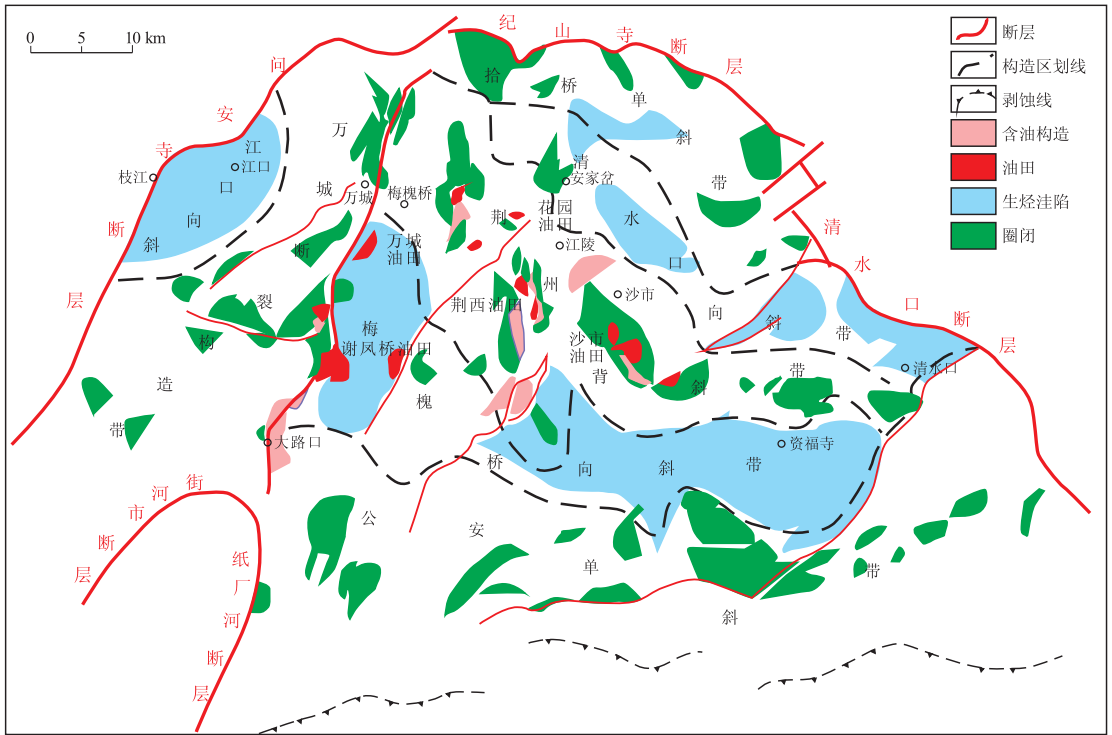 0 5 10 km
纪山寺断层
问安寺断层
拾桥单斜带
万城断裂构造带
江口向斜
江口
枝江
万城
梅槐桥
清水口向斜带
安家岔
花园
油田
荆州背斜带
江陵
万城
油田
沙市
荆西油田
沙市
油田
谢凤桥油田
梅槐桥向斜带
清水口断层
清水口
大路口
资福寺
公安单斜带
河市街断层
纸厂河断层
断层
构造区划线
剥蚀线
含油构造
油田
生烃洼陷
圈闭